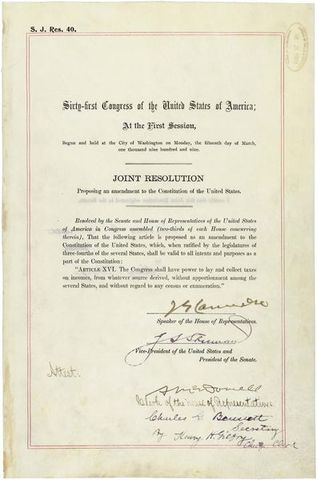 S. J. Res. 40.
Sixty-first Congress of the United States of America;
At the First Session,
Begun and held at the City of Washington on Monday, the fifteenth day of March,
one thousand nine hundred and nine.
JOINT RESOLUTION
Proposing an amendment to the Constitution of the United States.
Resolved by the Senate and House of Representatives of the United States
of America in Congress assembled (two-thirds of each House concurring
therein), That the following article is proposed as an amendment to the
Constitution of the United States, which, when ratified by the legislatures of
three-fourths of the several States, shall be valid to all intents and purposes as a
part of the Constitution:
"ARTICLE XVI. The Congress shall have power to lay and collect taxes
on incomes, from whatever source derived, without apportionment among the
several States, and without regard to any census or enumeration."
J G Cannon
Speaker of the House of Representatives.
J S Sherman
Vice-President of the United States and
President of the Senate.
Attest.
A McDowell
Clerk of the House of Representatives.
Charles G. Bennett
Secretary
By Henry H. Gilfry
Chief Clerk